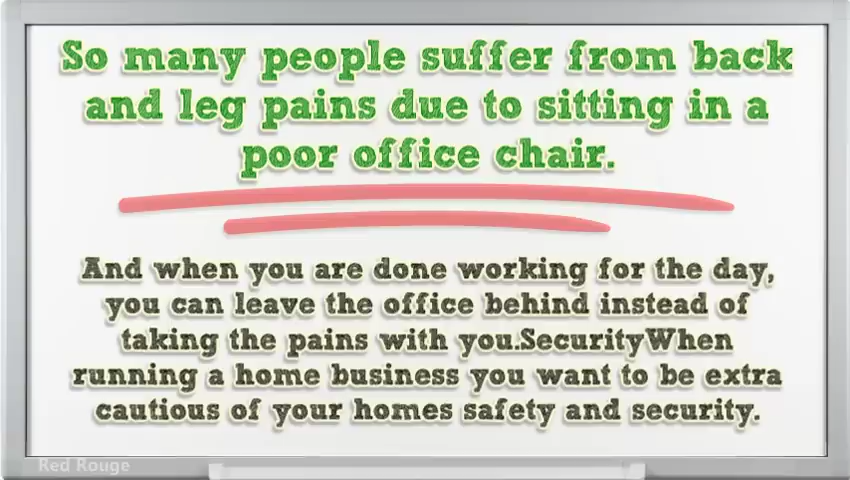 So many people suffer from back
and leg pains due to sitting in a
poor office chair.
And when you are done working for the day,
you can leave the office behind instead of
taking the pains with you.SecurityWhen
running a home business you want to be extra
cautious of your homes safety and security.
Red Rouge